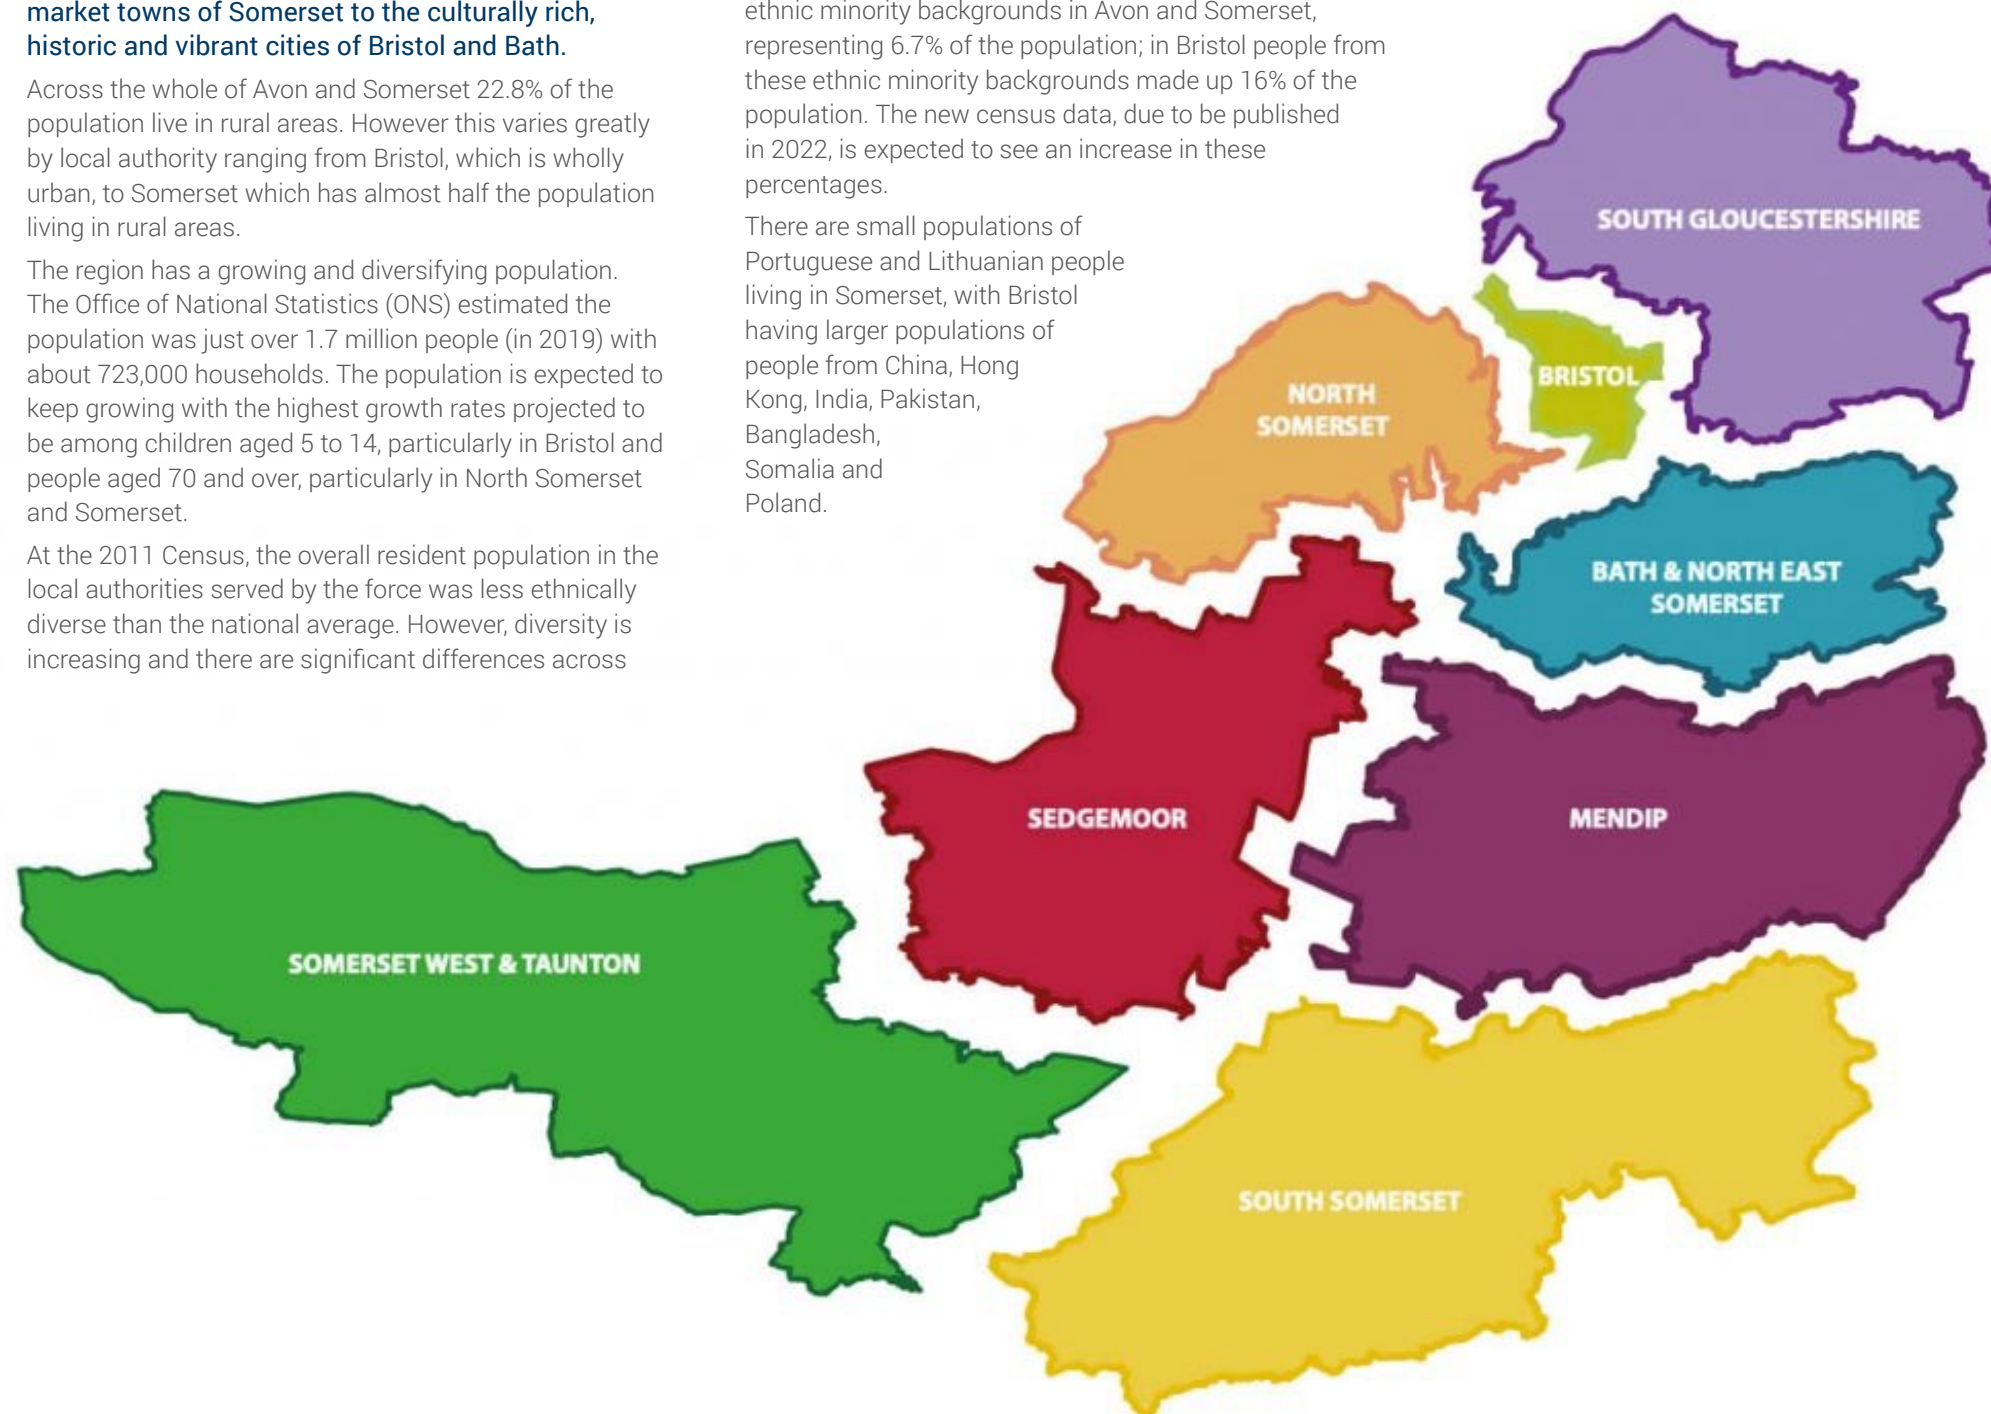 market towns of Somerset to the culturally rich,
historic and vibrant cities of Bristol and Bath.
Across the whole of Avon and Somerset 22.8% of the
population live in rural areas. However this varies greatly
by local authority ranging from Bristol, which is wholly
urban, to Somerset which has almost half the population
living in rural areas.
The region has a growing and diversifying population.
The Office of National Statistics (ONS) estimated the
population was just over 1.7 million people (in 2019) with
about 723,000 households. The population is expected to
keep growing with the highest growth rates projected to
be among children aged 5 to 14, particularly in Bristol and
people aged 70 and over, particularly in North Somerset
and Somerset.
At the 2011 Census, the overall resident population in the
local authorities served by the force was less ethnically
diverse than the national average. However, diversity is
increasing and there are significant differences across
ethnic minority backgrounds in Avon and Somerset,
representing 6.7% of the population; in Bristol people from
these ethnic minority backgrounds made up 16% of the
population. The new census data, due to be published
in 2022, is expected to see an increase in these
percentages.
There are small populations of
Portuguese and Lithuanian people
living in Somerset, with Bristol
having larger populations of
people from China, Hong
Kong, India, Pakistan,
Bangladesh,
Somalia and
Poland.
SOUTH GLOUCESTERSHIRE
BRISTOL
NORTH
SOMERSET
BATH & NORTH EAST
SOMERSET
SEDGEMOOR
MENDIP
SOMERSET WEST & TAUNTON
SOUTH SOMERSET